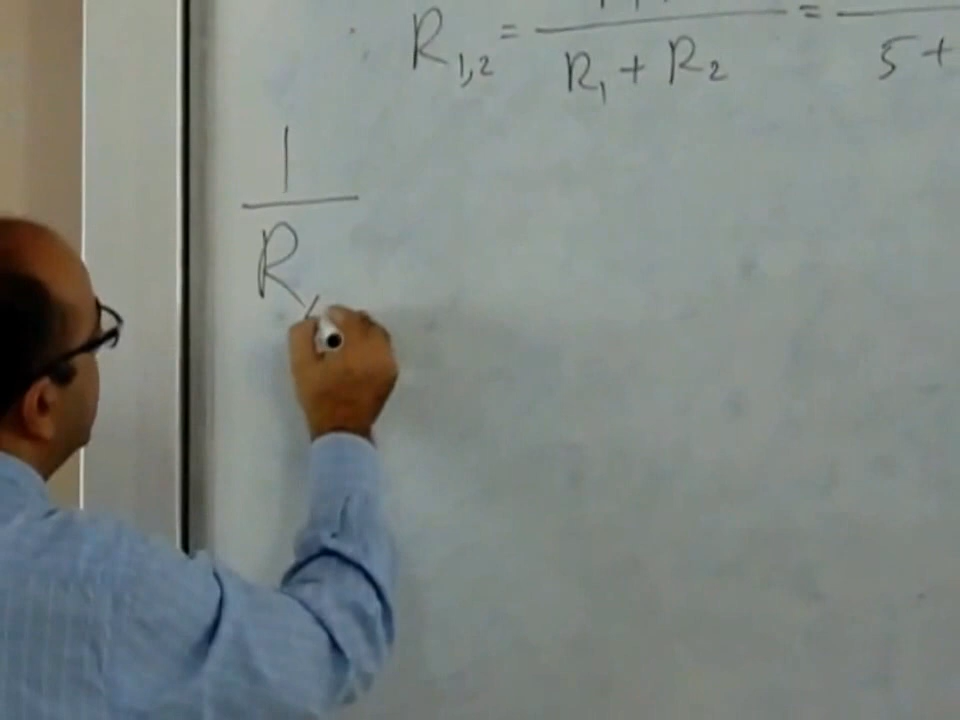 R1,2 = / R1 + R2 = / 5 +
1 / R